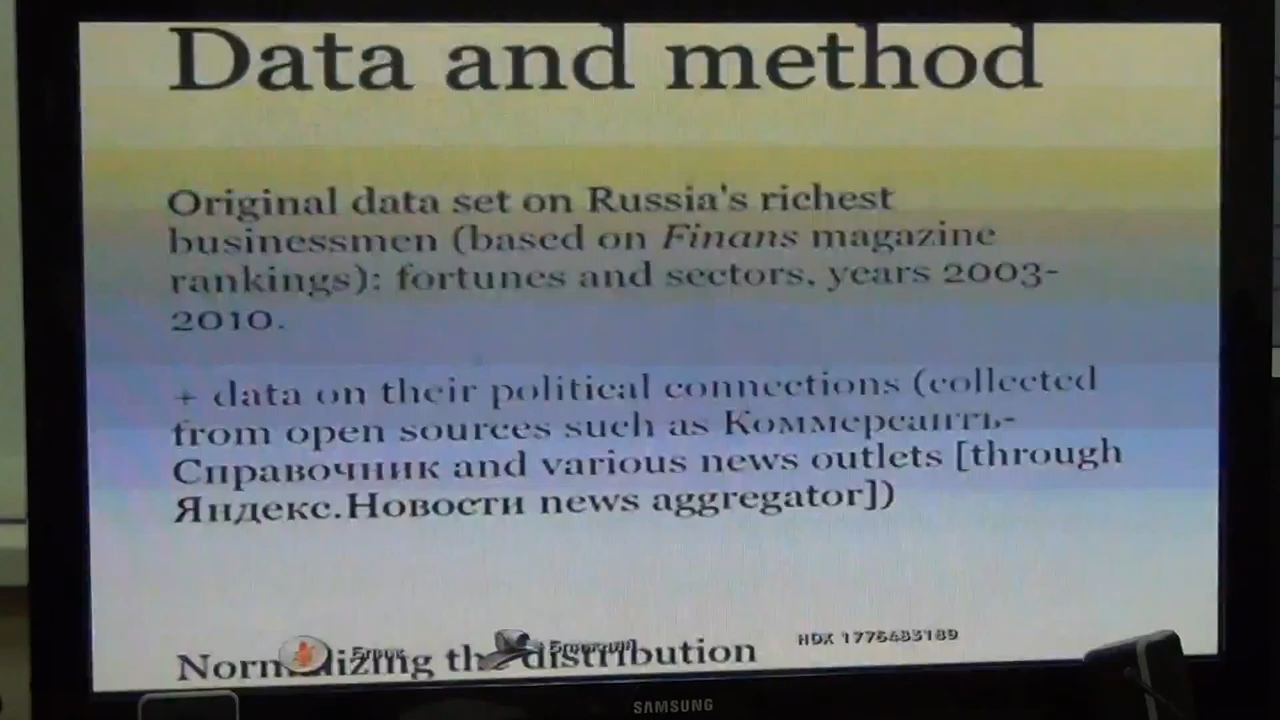 Data and method
Original data set on Russia's richest
businessmen (based on Finans magazine
rankings): fortunes and sectors, years 2003-
2010.
+ data on their political connections (collected
from open sources such as Коммерсантъ-
Справочник and various news outlets [through
Яндекс.Новости news aggregator])
HDX 1776483189
Normalizing the distribution
SAMSUNG